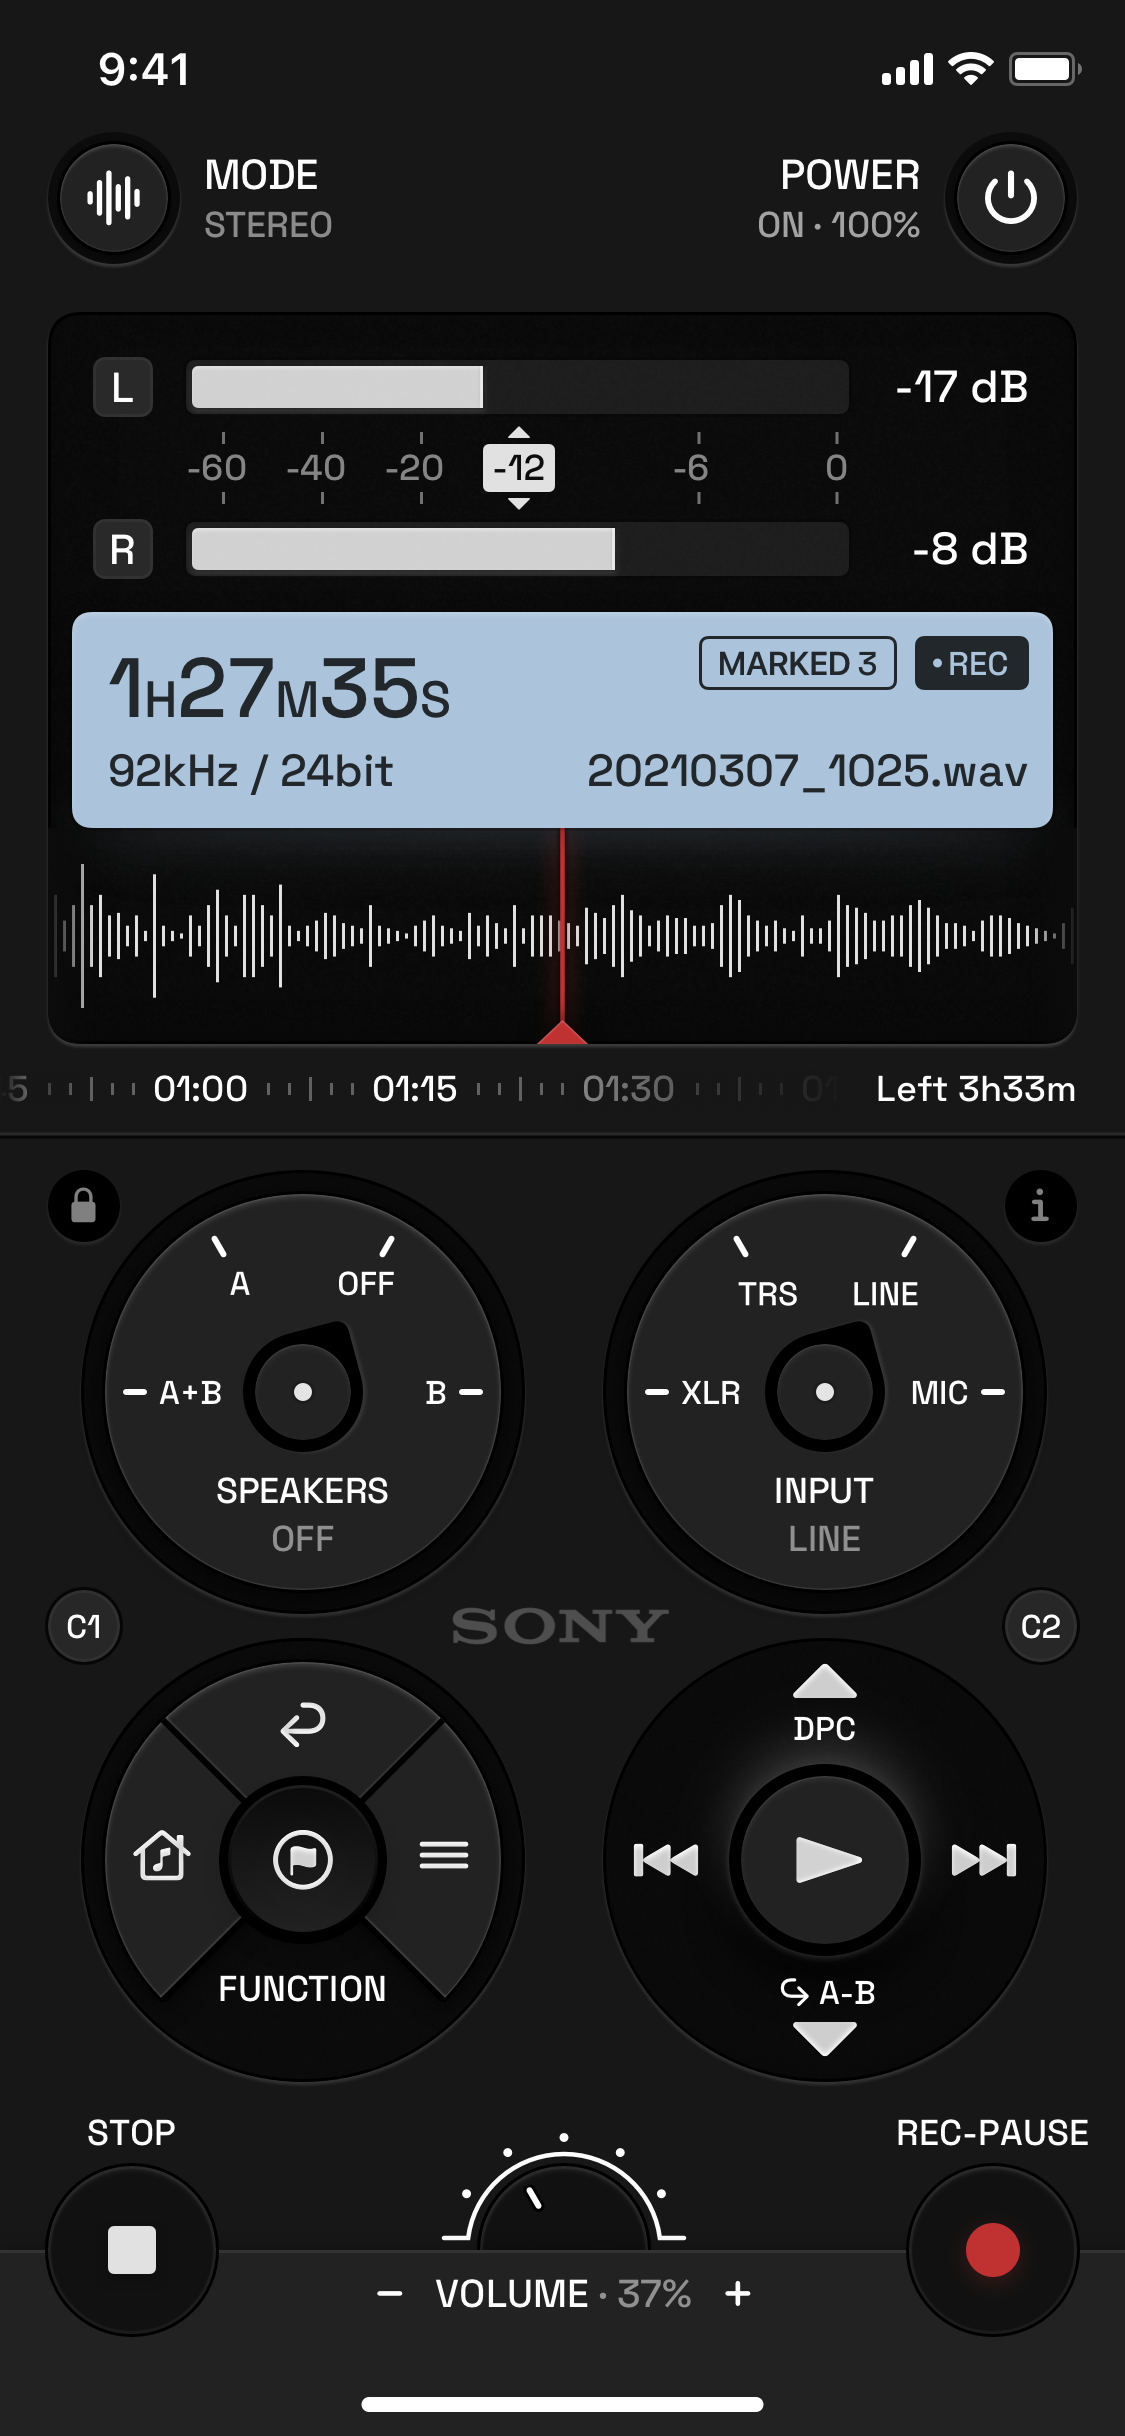 9:41
MODE
STEREO
POWER
ON · 100%
L
-17 dB
-60 -40 -20 -12 -6 0
R
-8 dB
1H27M35S
MARKED 3
•REC
92kHz / 24bit
20210307_1025.wav
5 01:00 01:15 01:30 01
Left 3h33m
A OFF
A+B B
SPEAKERS
OFF
TRS LINE
XLR MIC
INPUT
LINE
C1
SONY
C2
DPC
FUNCTION
A-B
STOP
REC-PAUSE
− VOLUME · 37% +